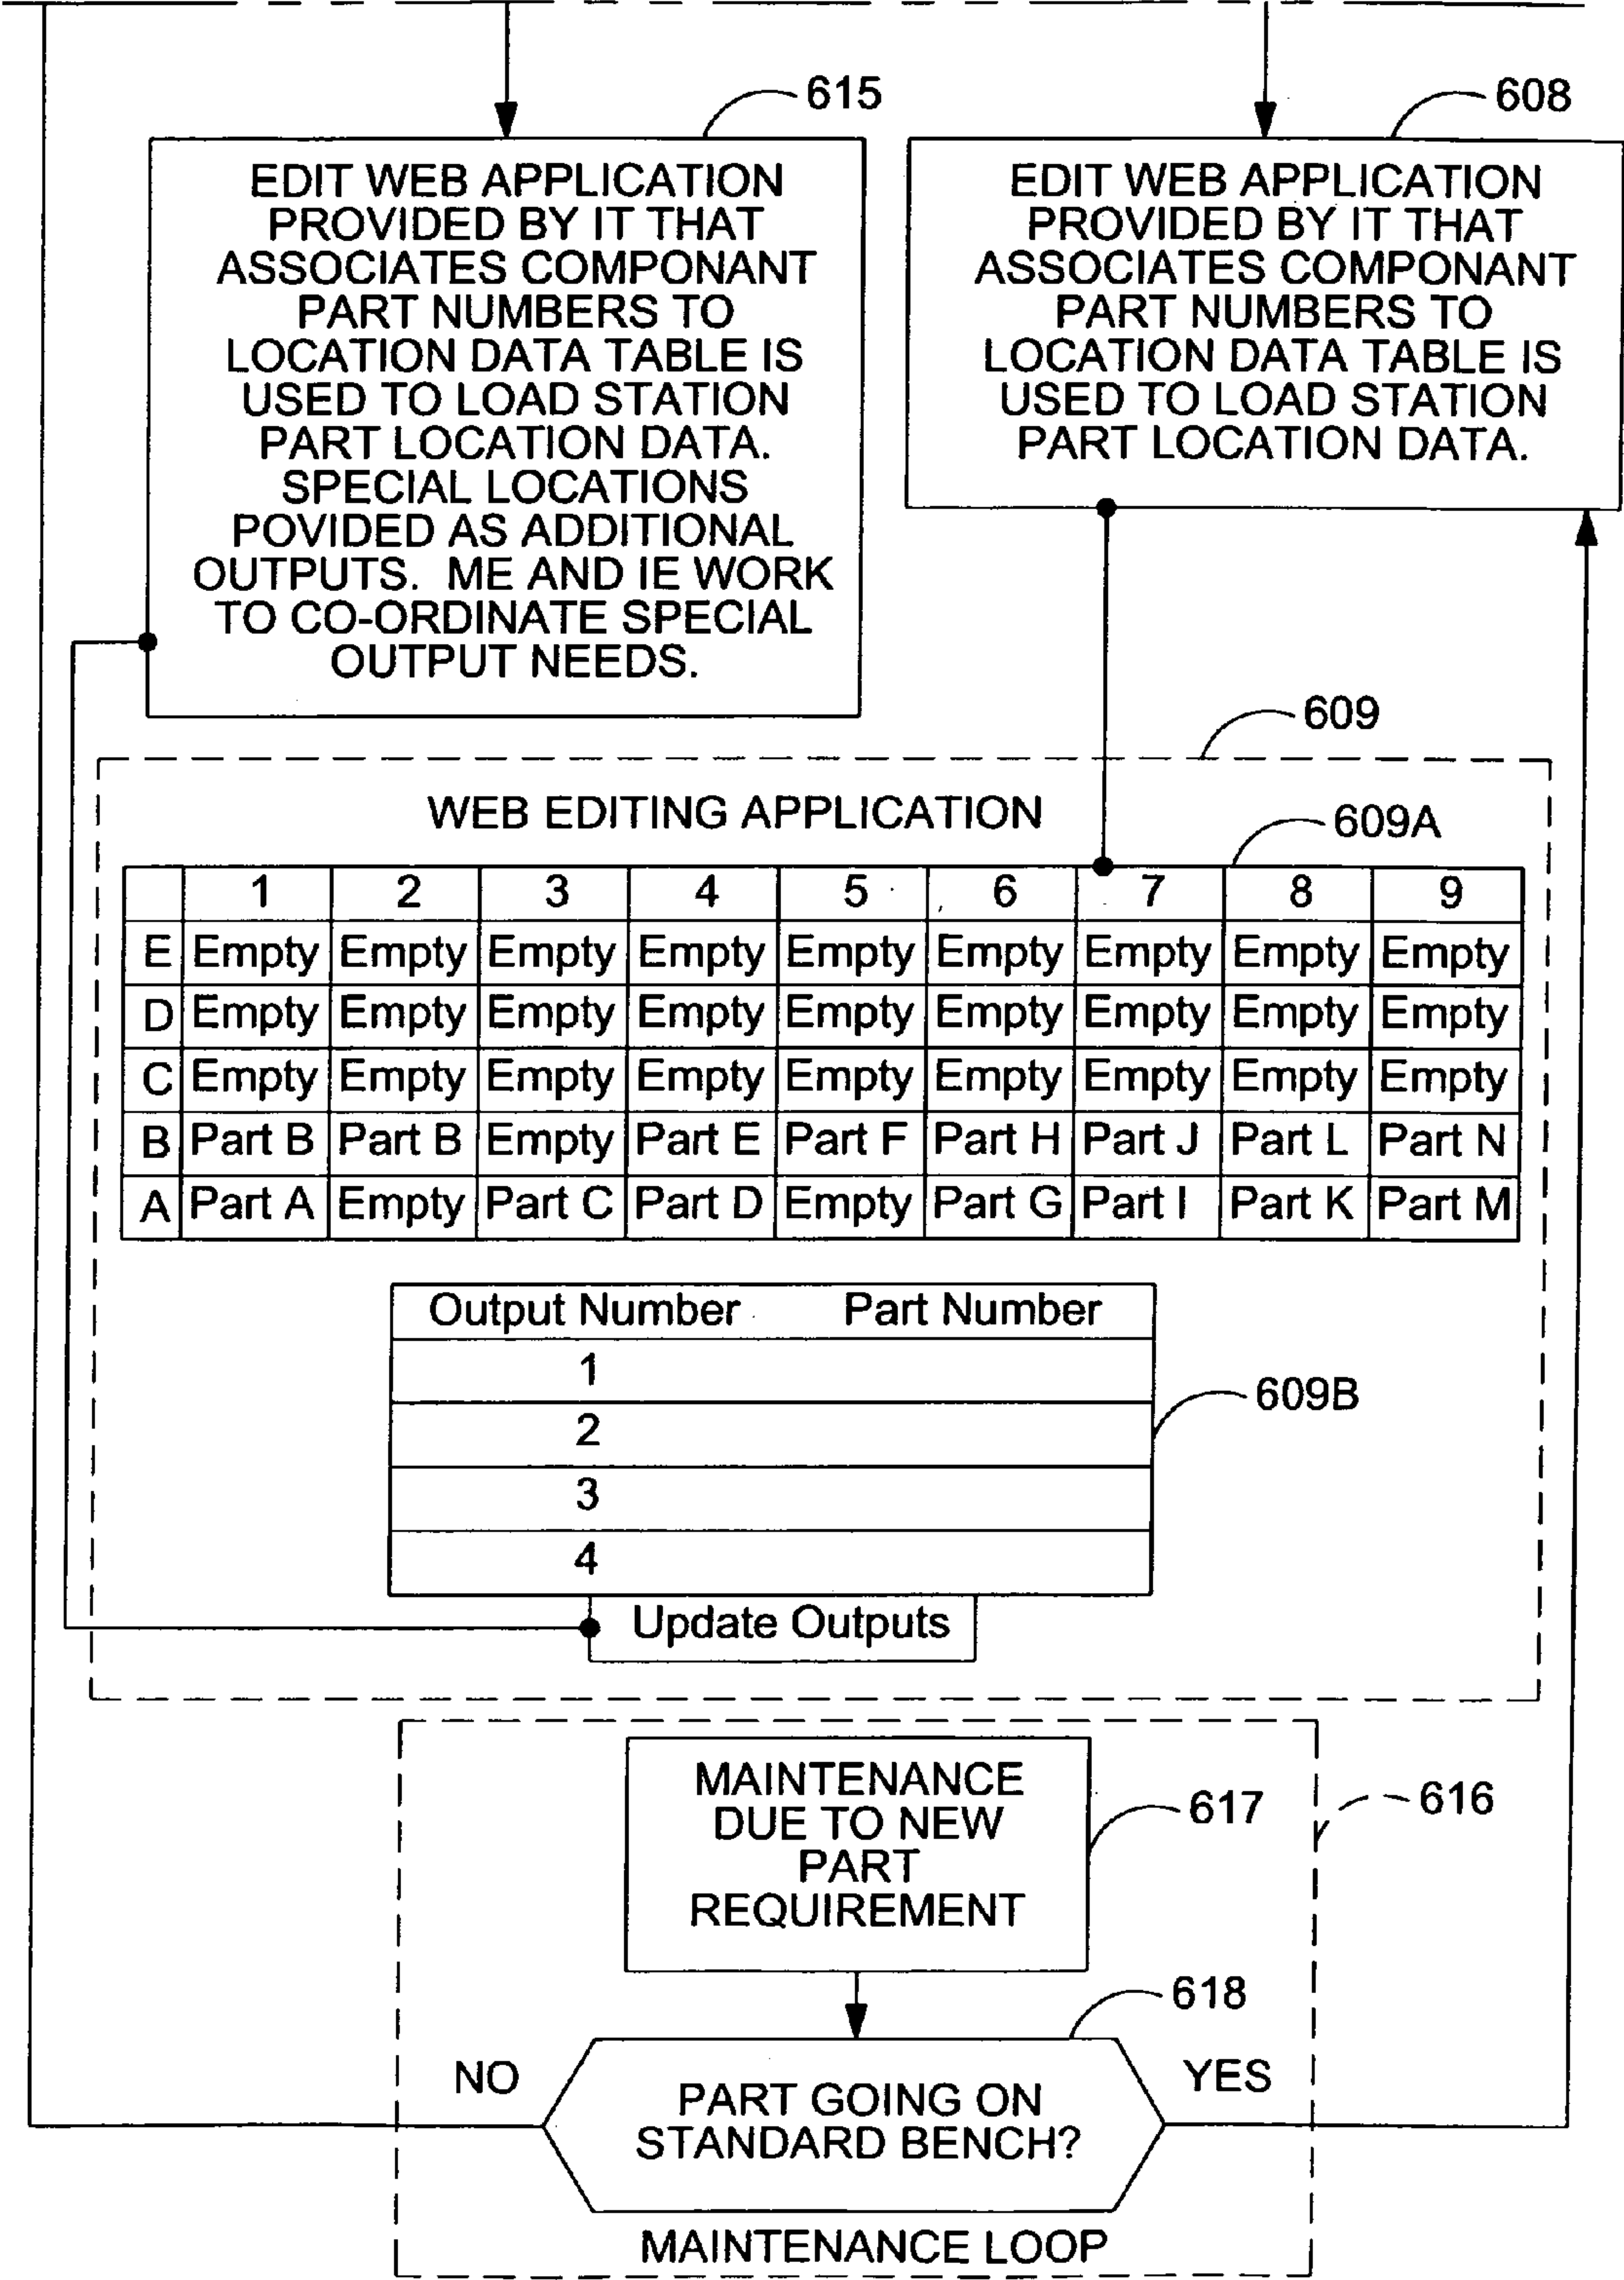 615
608
EDIT WEB APPLICATION
PROVIDED BY IT THAT
ASSOCIATES COMPONANT
PART NUMBERS TO
LOCATION DATA TABLE IS
USED TO LOAD STATION
PART LOCATION DATA.
SPECIAL LOCATIONS
POVIDED AS ADDITIONAL
OUTPUTS. ME AND IE WORK
TO CO-ORDINATE SPECIAL
OUTPUT NEEDS.
EDIT WEB APPLICATION
PROVIDED BY IT THAT
ASSOCIATES COMPONANT
PART NUMBERS TO
LOCATION DATA TABLE IS
USED TO LOAD STATION
PART LOCATION DATA.
609
WEB EDITING APPLICATION
609A
1 2 3 4 5 6 7 8 9
E Empty Empty Empty Empty Empty Empty Empty Empty Empty
D Empty Empty Empty Empty Empty Empty Empty Empty Empty
C Empty Empty Empty Empty Empty Empty Empty Empty Empty
B Part B Part B Empty Part E Part F Part H Part J Part L Part N
A Part A Empty Part C Part D Empty Part G Part I Part K Part M
Output Number Part Number
1
2
609B
3
4
Update Outputs
MAINTENANCE
DUE TO NEW
PART
REQUIREMENT
617
616
618
NO
YES
PART GOING ON
STANDARD BENCH?
MAINTENANCE LOOP